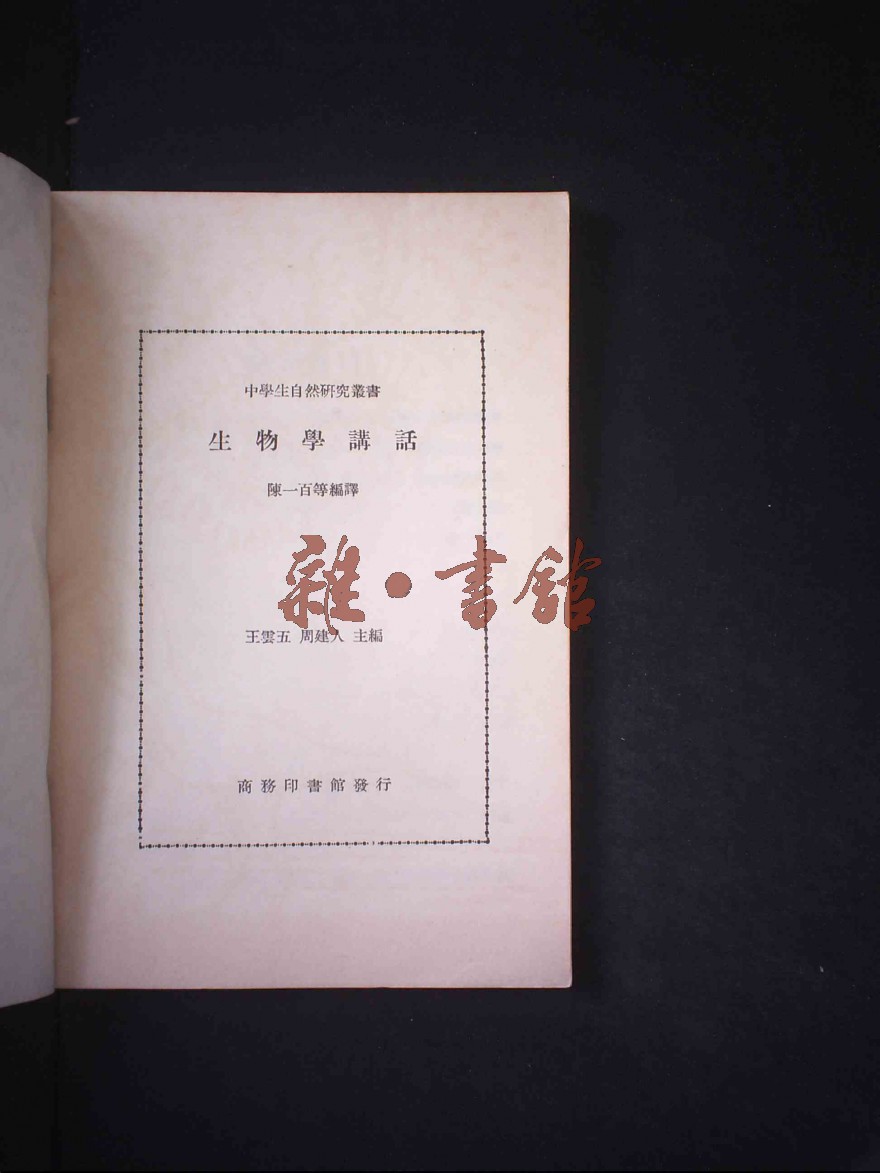 中學生自然研究叢書
生物學講話
陳一百等編譯
雜·書館
王雲五 周建人 主編
商務印書館發行